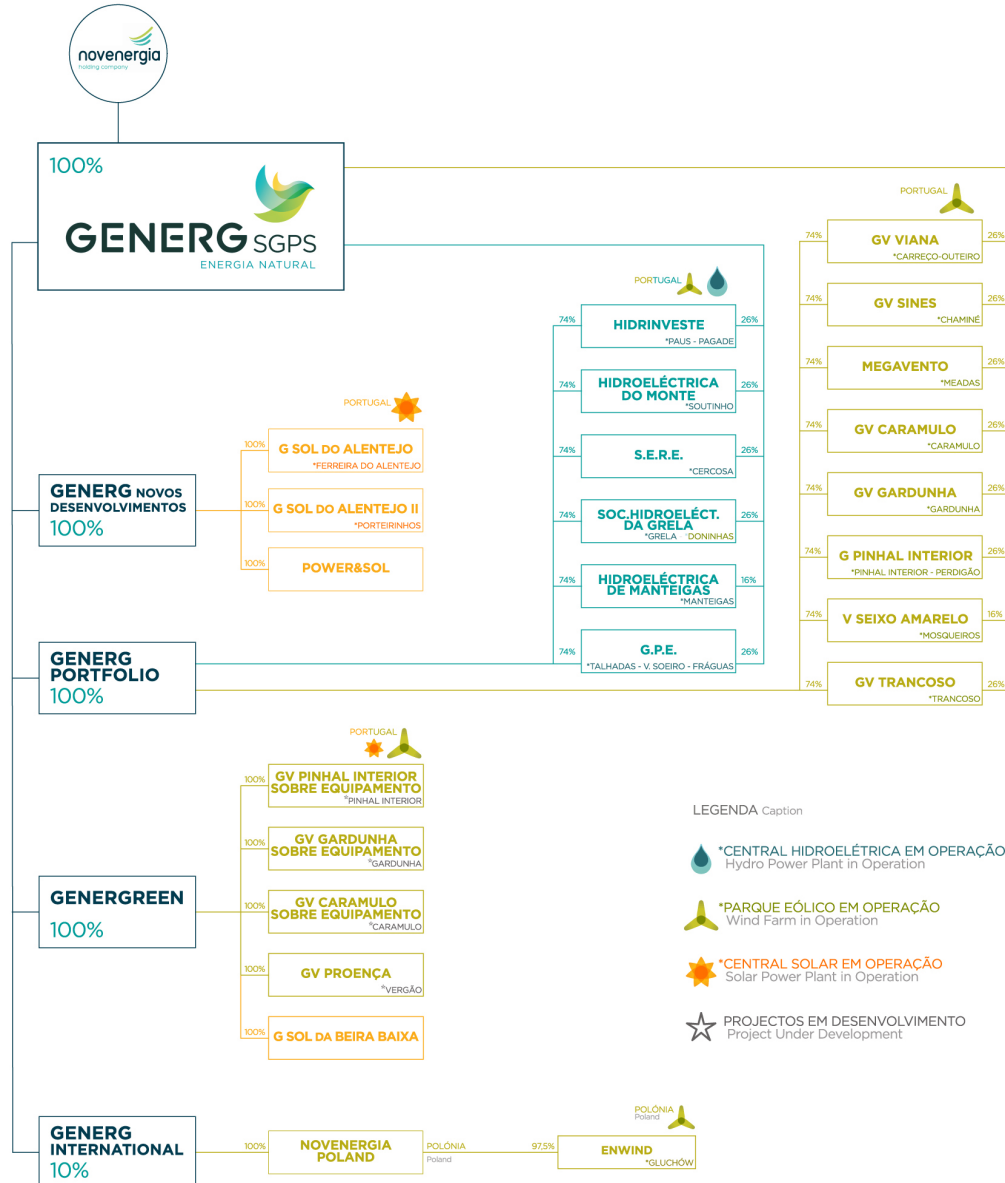 novenergia
holding company
100%
GENERG SGPS
ENERGIA NATURAL
PORTUGAL
74%
GV VIANA
26%
*CARREÇO-OUTEIRO
74%
GV SINES
26%
*CHAMINÉ
74%
MEGAVENTO
26%
*MEADAS
74%
GV CARAMULO
26%
*CARAMULO
74%
GV GARDUNHA
26%
*GARDUNHA
74%
G PINHAL INTERIOR
26%
*PINHAL INTERIOR - PERDIGÃO
74%
V SEIXO AMARELO
16%
*MOSQUEIROS
74%
GV TRANCOSO
26%
*TRANCOSO
PORTUGAL
74%
HIDRINVESTE
26%
*PAUS - PAGADE
74%
HIDROELÉCTRICA
DO MONTE
26%
*SOUTINHO
74%
S.E.R.E.
26%
*CERCOSA
74%
SOC.HIDROELÉCT.
DA GRELA
26%
*GRELA *DONINHAS
74%
HIDROELÉCTRICA
DE MANTEIGAS
16%
*MANTEIGAS
74%
G.P.E.
26%
*TALHADAS - V. SOEIRO - FRÁGUAS
GENERG NOVOS
DESENVOLVIMENTOS
100%
PORTUGAL
100%
G SOL DO ALENTEJO
*FERREIRA DO ALENTEJO
100%
G SOL DO ALENTEJO II
*PORTEIRINHOS
100%
POWER&SOL
GENERG
PORTFOLIO
100%
GENERGREEN
100%
PORTUGAL
100%
GV PINHAL INTERIOR
SOBRE EQUIPAMENTO
*PINHAL INTERIOR
100%
GV GARDUNHA
SOBRE EQUIPAMENTO
*GARDUNHA
100%
GV CARAMULO
SOBRE EQUIPAMENTO
*CARAMULO
100%
GV PROENÇA
*VERGÃO
100%
G SOL DA BEIRA BAIXA
LEGENDA Caption
*CENTRAL HIDROELÉTRICA EM OPERAÇÃO
Hydro Power Plant in Operation
*PARQUE EÓLICO EM OPERAÇÃO
Wind Farm in Operation
*CENTRAL SOLAR EM OPERAÇÃO
Solar Power Plant in Operation
PROJECTOS EM DESENVOLVIMENTO
Project Under Development
GENERG
INTERNATIONAL
10%
100%
NOVENERGIA
POLAND
POLÓNIA
Poland
97,5%
POLÓNIA
Poland
ENWIND
*GLUCHÓW